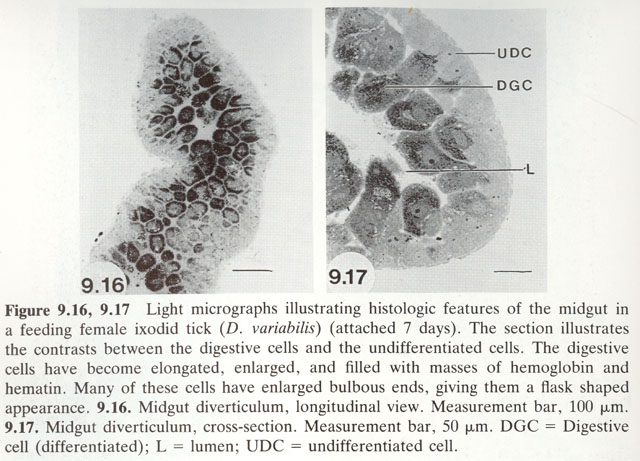 UDC
DGC
L
9.16
9.17
Figure 9.16, 9.17 Light micrographs illustrating histologic features of the midgut in
a feeding female ixodid tick (D. variabilis) (attached 7 days). The section illustrates
the contrasts between the digestive cells and the undifferentiated cells. The digestive
cells have become elongated, enlarged, and filled with masses of hemoglobin and
hematin. Many of these cells have enlarged bulbous ends, giving them a flask shaped
appearance. 9.16. Midgut diverticulum, longitudinal view. Measurement bar, 100 μm.
9.17. Midgut diverticulum, cross-section. Measurement bar, 50 μm. DGC = Digestive
cell (differentiated); L = lumen; UDC = undifferentiated cell.